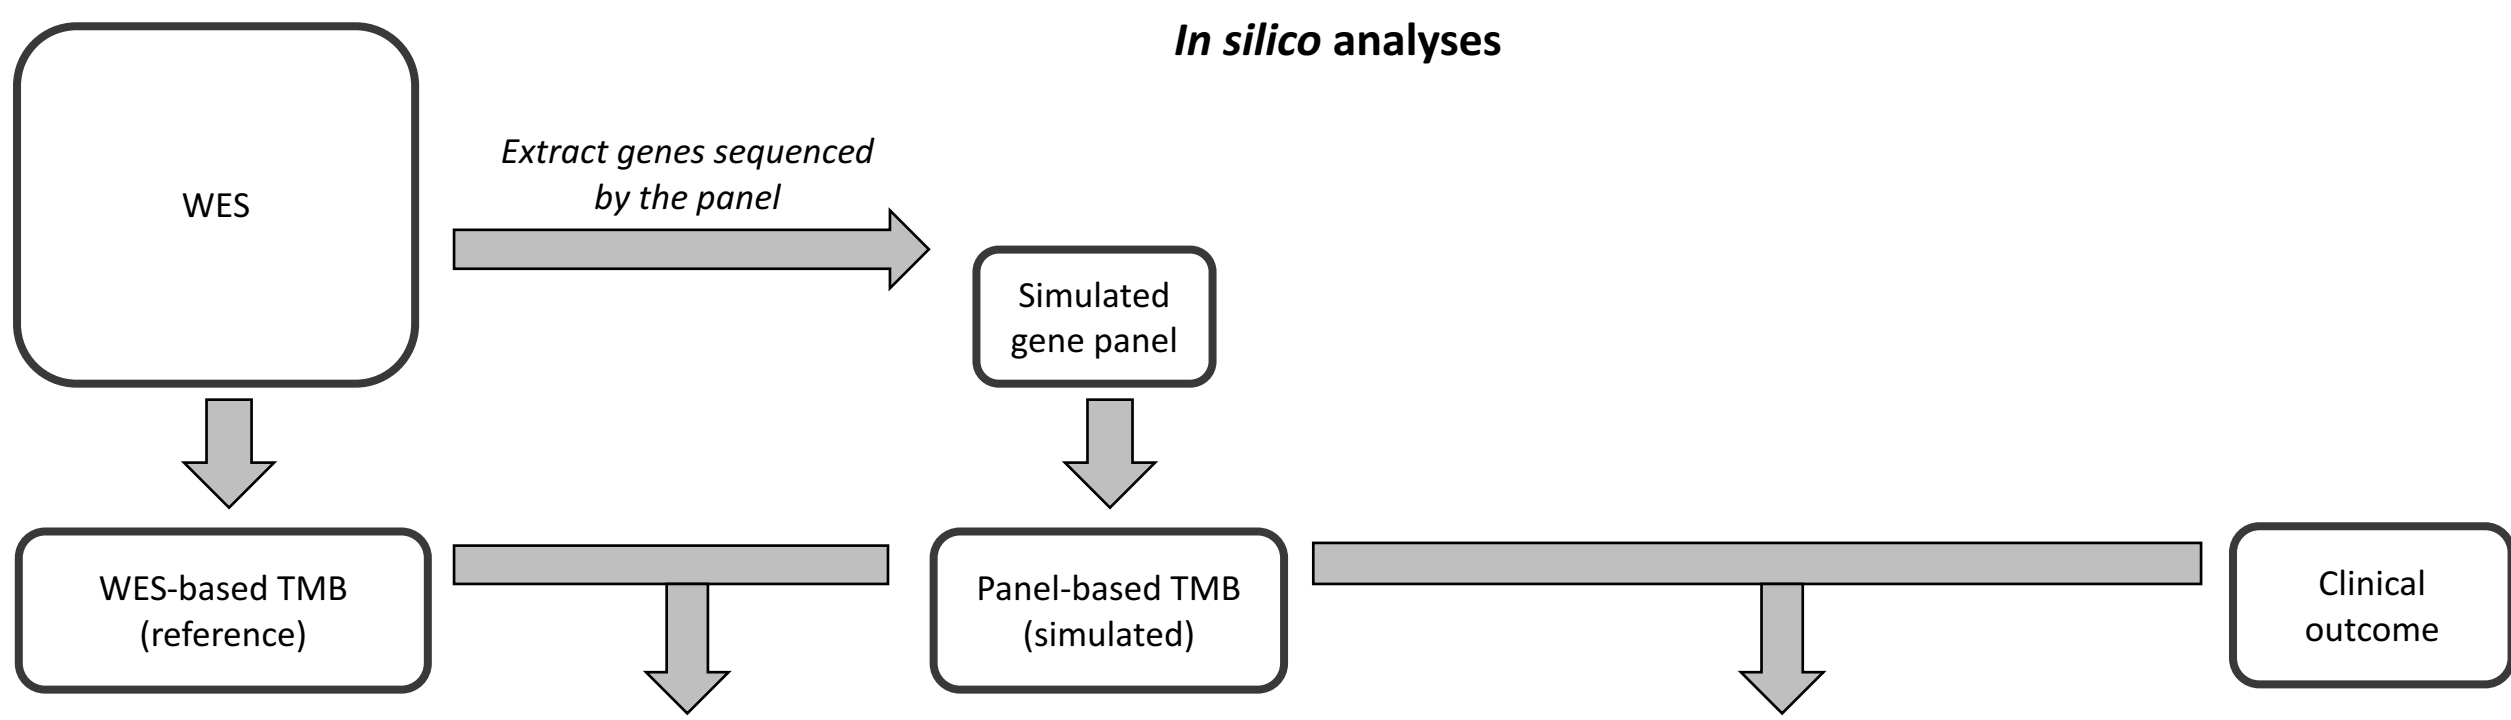 In silico analyses
WES
Extract genes sequenced
by the panel
Simulated
gene panel
WES-based TMB
(reference)
Panel-based TMB
(simulated)
Clinical
outcome